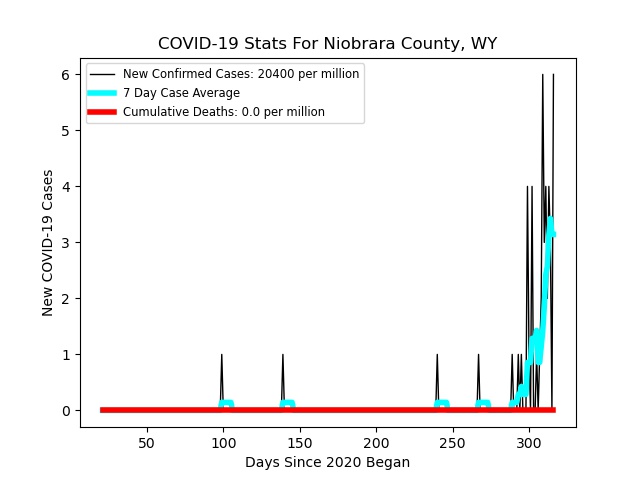 COVID-19 Stats For Niobrara County, WY
New Confirmed Cases: 20400 per million
7 Day Case Average
Cumulative Deaths: 0.0 per million
New COVID-19 Cases
6
5
4
3
2
1
0
50 100 150 200 250 300
Days Since 2020 Began